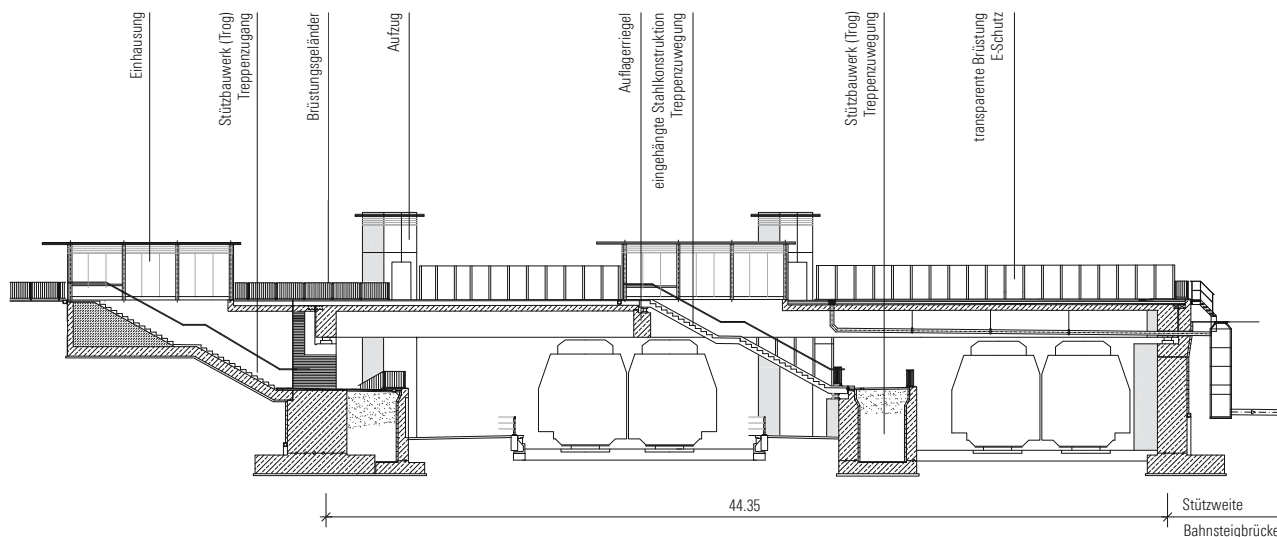 Einhausung
Stützbauwerk (Trog)
Treppenzugang
Brüstungsgeländer
Aufzug
Auflagerriegel
eingehängte Stahlkonstruktion
Treppenzuwegung
Stützbauwerk (Trog)
Treppenzuwegung
transparente Brüstung
E-Schutz
44.35
Stützweite
Bahnsteigbrücke